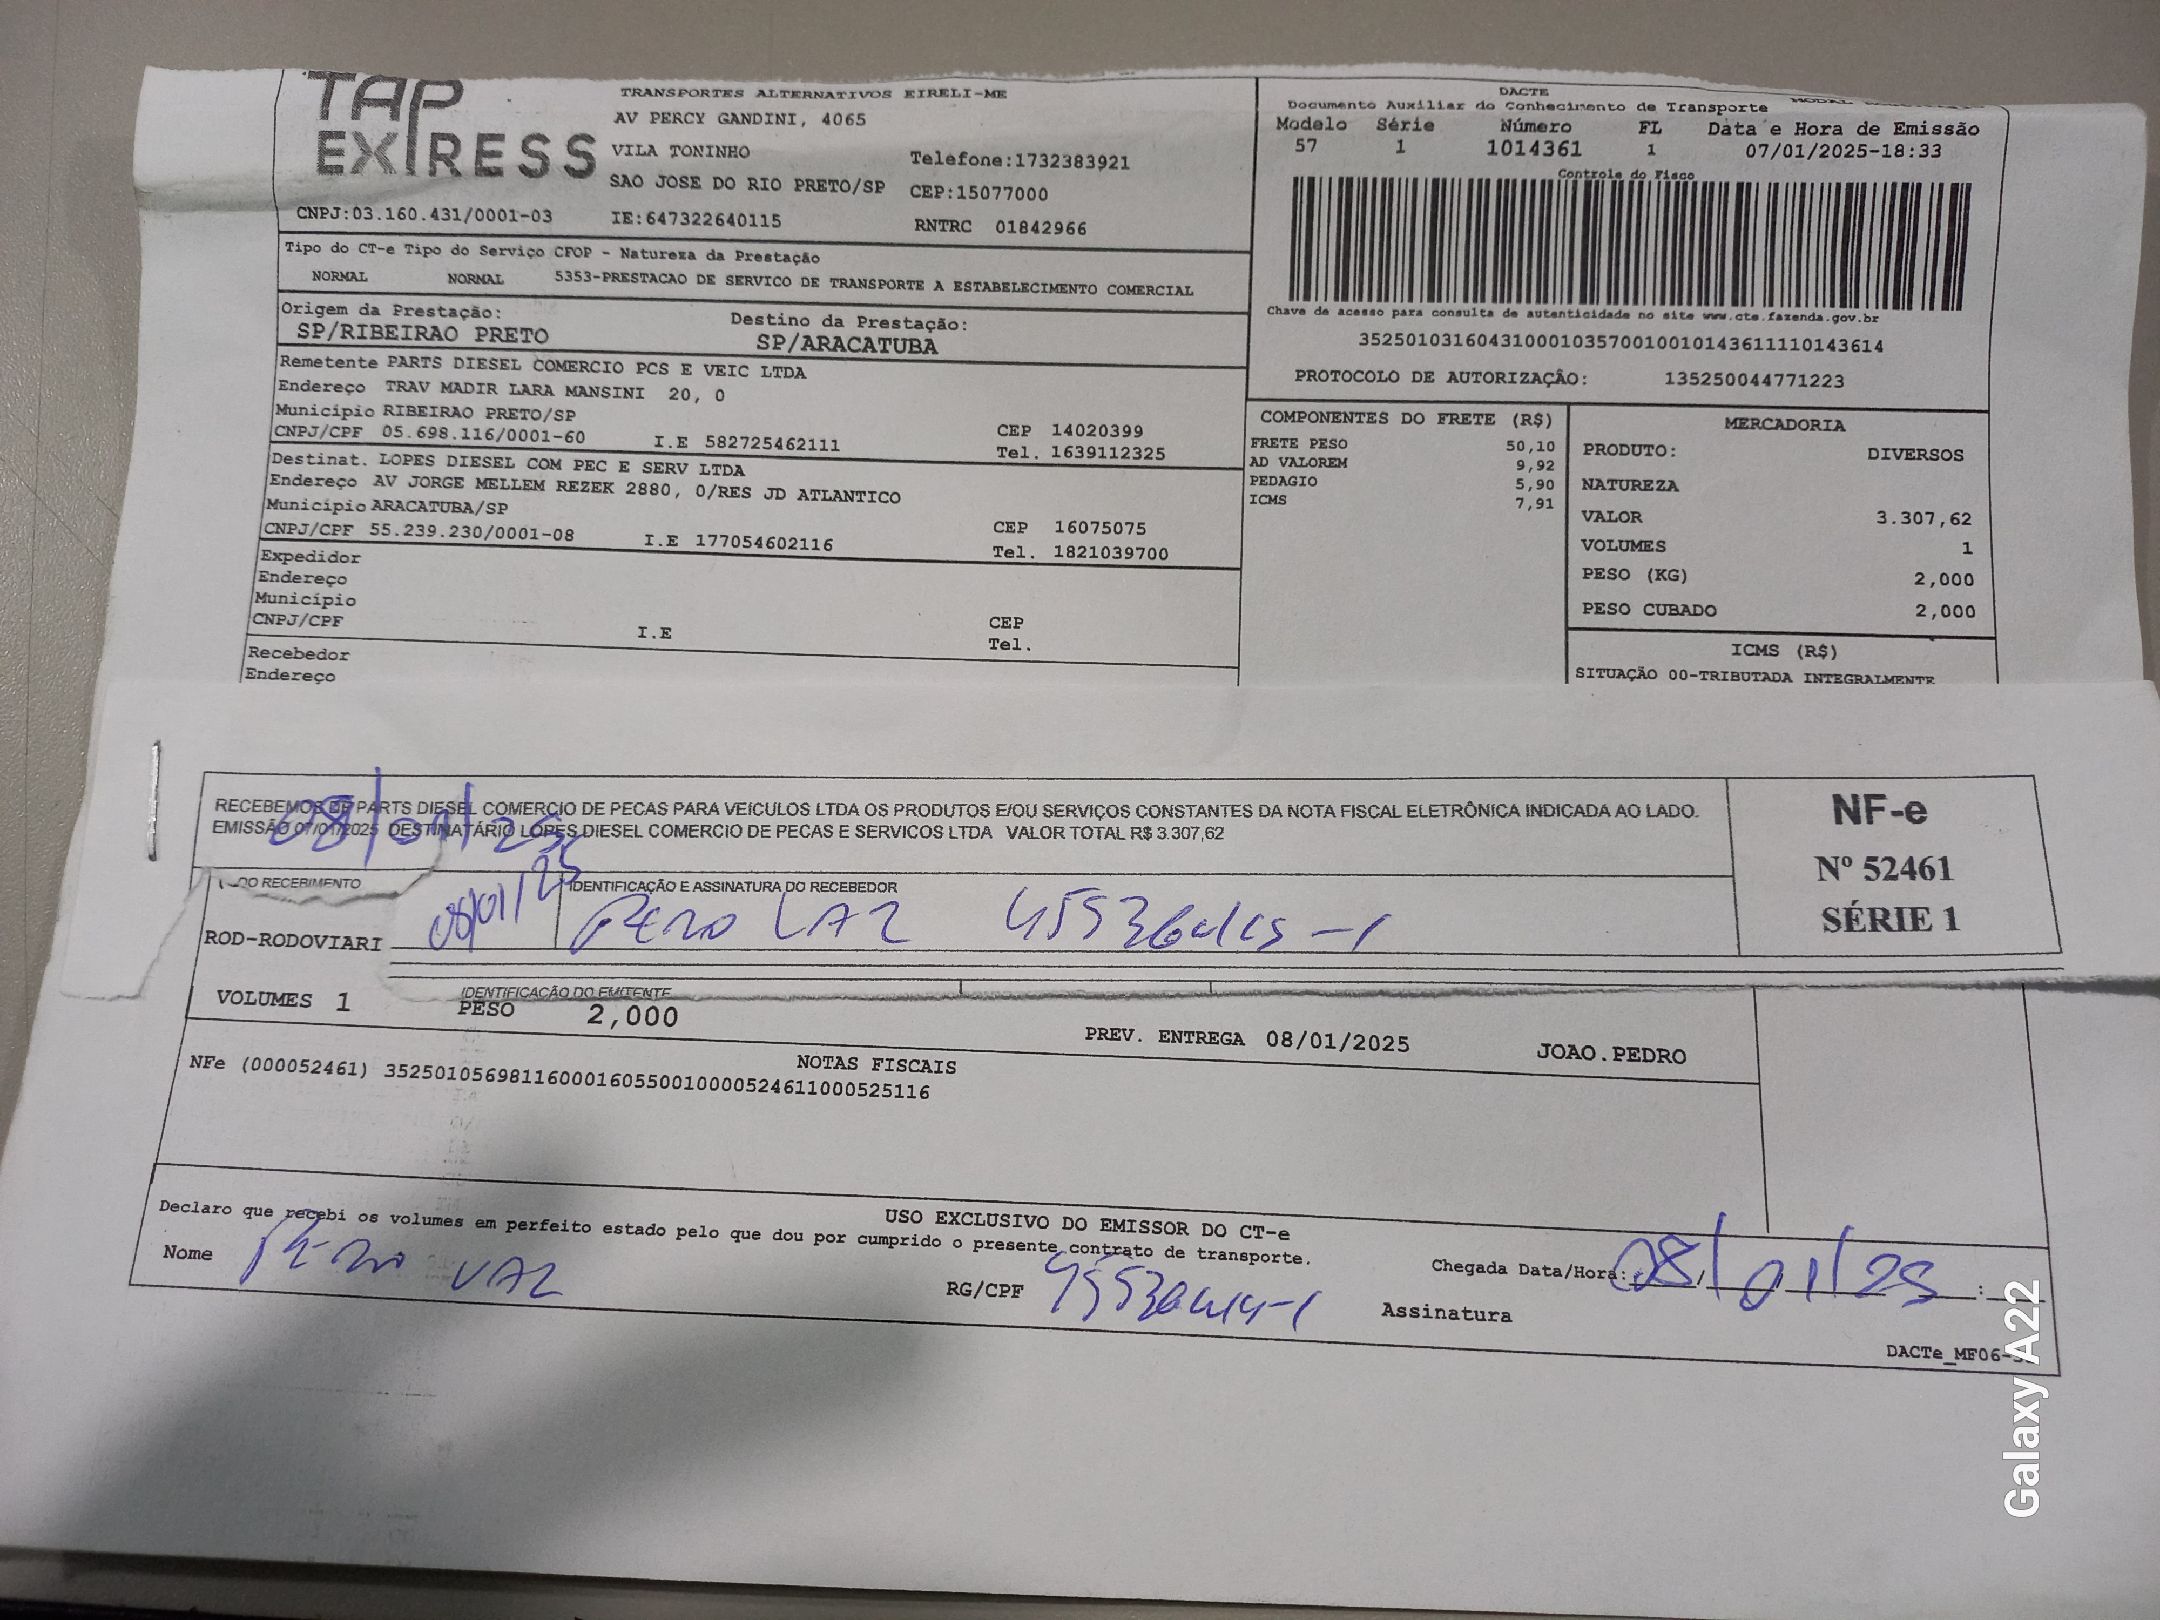 TAP EXPRESS
TRANSPORTES ALTERNATIVOS EIRELI-ME
AV PERCY GANDINI, 4065
VILA TONINHO
Telefone:1732383921
SAO JOSE DO RIO PRETO/SP CEP:15077000
CNPJ:03.160.431/0001-03 IE:647322640115 RNTRC 01842966
DACTE
Documento Auxiliar do Conhecimento de Transporte
Modelo Série Número FL Data e Hora de Emissão
57 1 1014361 1 07/01/2025-18:33
Controle do Fisco
Chave de acesso para consulta de autenticidade no site www.cte.fazenda.gov.br
35250103160431000103570010010143611110143614
PROTOCOLO DE AUTORIZAÇÃO: 135250044771223
Tipo do CT-e Tipo do Serviço CFOP - Natureza da Prestação
NORMAL NORMAL 5353-PRESTACAO DE SERVICO DE TRANSPORTE A ESTABELECIMENTO COMERCIAL
Origem da Prestação: Destino da Prestação:
SP/RIBEIRAO PRETO SP/ARACATUBA
Remetente PARTS DIESEL COMERCIO PCS E VEIC LTDA
Endereço TRAV MADIR LARA MANSINI 20, 0
Município RIBEIRAO PRETO/SP CEP 14020399
CNPJ/CPF 05.698.116/0001-60 I.E 582725462111 Tel. 1639112325
Destinat. LOPES DIESEL COM PEC E SERV LTDA
Endereço AV JORGE MELLEM REZEK 2880, 0/RES JD ATLANTICO
Município ARACATUBA/SP CEP 16075075
CNPJ/CPF 55.239.230/0001-08 I.E 177054602116 Tel. 1821039700
Expedidor
Endereço
Município CEP
CNPJ/CPF I.E Tel.
Recebedor
Endereço
COMPONENTES DO FRETE (R$)
FRETE PESO 50,10
AD VALOREM 9,92
PEDAGIO 5,90
ICMS 7,91
MERCADORIA
PRODUTO: DIVERSOS
NATUREZA
VALOR 3.307,62
VOLUMES 1
PESO (KG) 2,000
PESO CUBADO 2,000
ICMS (R$)
SITUAÇÃO 00-TRIBUTADA INTEGRALMENTE
RECEBEMOS DE PARTS DIESEL COMERCIO DE PECAS PARA VEICULOS LTDA OS PRODUTOS E/OU SERVIÇOS CONSTANTES DA NOTA FISCAL ELETRÔNICA INDICADA AO LADO.
EMISSÃO 07/01/2025 DESTINATÁRIO LOPES DIESEL COMERCIO DE PECAS E SERVICOS LTDA VALOR TOTAL R$ 3.307,62
08/01/25
NF-e
Nº 52461
SÉRIE 1
DO RECEBIMENTO IDENTIFICAÇÃO E ASSINATURA DO RECEBEDOR
08/01/25
ROD-RODOVIARI
IDENTIFICAÇÃO DO EMITENTE
VOLUMES 1 PESO 2,000 PREV. ENTREGA 08/01/2025 JOAO.PEDRO
NOTAS FISCAIS
NFe (000052461) 35250105698116000160550010000524611000525116
USO EXCLUSIVO DO EMISSOR DO CT-e
Declaro que recebi os volumes em perfeito estado pelo que dou por cumprido o presente contrato de transporte.
Nome RG/CPF Chegada Data/Hora: 08/01/25
Assinatura
Galaxy A22